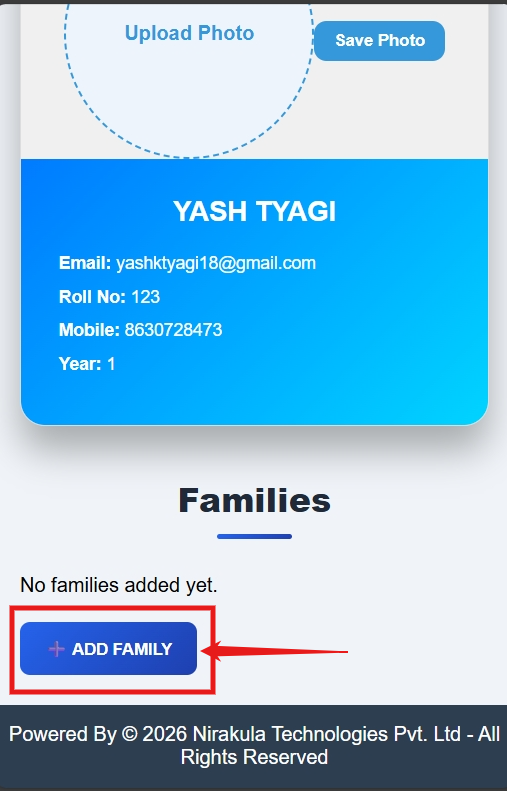 Upload Photo
Save Photo
YASH TYAGI
Email: yashktyagi18@gmail.com
Roll No: 123
Mobile: 8630728473
Year: 1
Families
No families added yet.
➕ ADD FAMILY
Powered By © 2026 Nirakula Technologies Pvt. Ltd - All
Rights Reserved